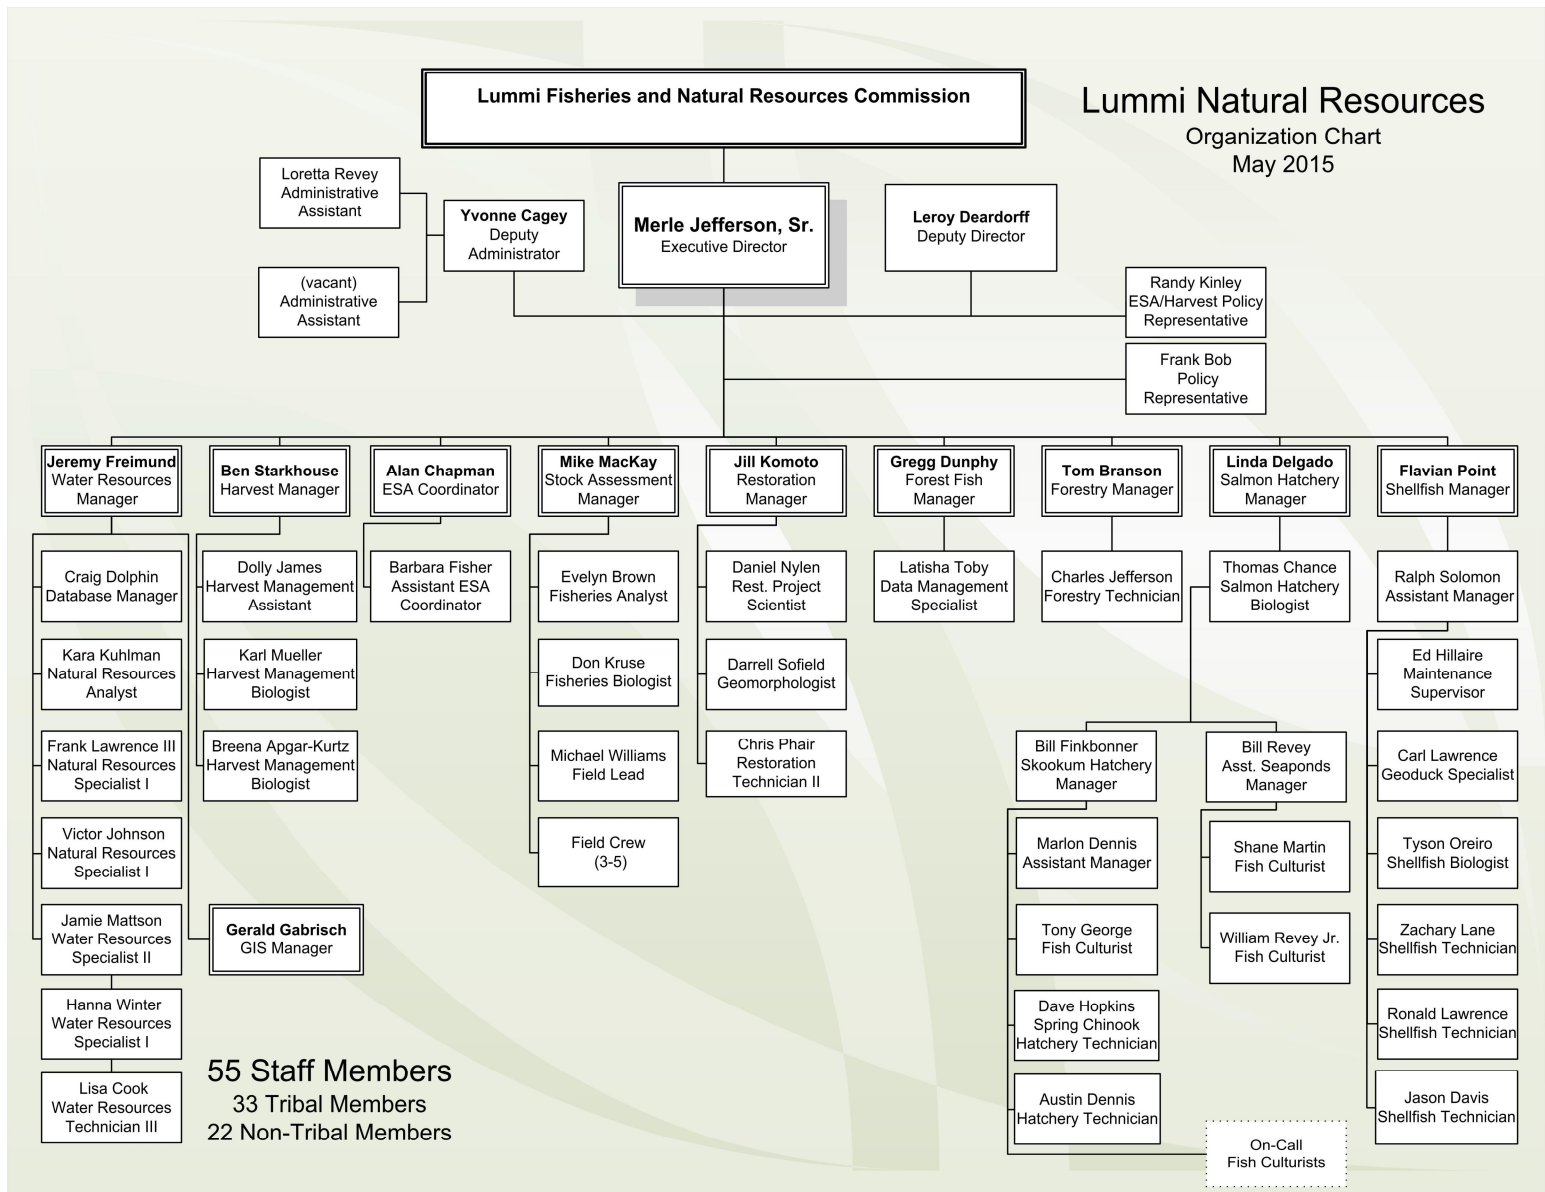 Lummi Fisheries and Natural Resources Commission
Lummi Natural Resources
Organization Chart
May 2015
Loretta Revey
Administrative
Assistant
Yvonne Cagey
Deputy
Administrator
Merle Jefferson, Sr.
Executive Director
Leroy Deardorff
Deputy Director
(vacant)
Administrative
Assistant
Randy Kinley
ESA/Harvest Policy
Representative
Frank Bob
Policy
Representative
Jeremy Freimund
Water Resources
Manager
Ben Starkhouse
Harvest Manager
Alan Chapman
ESA Coordinator
Mike MacKay
Stock Assessment
Manager
Jill Komoto
Restoration
Manager
Gregg Dunphy
Forest Fish
Manager
Tom Branson
Forestry Manager
Linda Delgado
Salmon Hatchery
Manager
Flavian Point
Shellfish Manager
Craig Dolphin
Database Manager
Dolly James
Harvest Management
Assistant
Barbara Fisher
Assistant ESA
Coordinator
Evelyn Brown
Fisheries Analyst
Daniel Nylen
Rest. Project
Scientist
Latisha Toby
Data Management
Specialist
Charles Jefferson
Forestry Technician
Thomas Chance
Salmon Hatchery
Biologist
Ralph Solomon
Assistant Manager
Kara Kuhlman
Natural Resources
Analyst
Karl Mueller
Harvest Management
Biologist
Don Kruse
Fisheries Biologist
Darrell Sofield
Geomorphologist
Ed Hillaire
Maintenance
Supervisor
Frank Lawrence III
Natural Resources
Specialist I
Breena Apgar-Kurtz
Harvest Management
Biologist
Michael Williams
Field Lead
Chris Phair
Restoration
Technician II
Bill Finkbonner
Skookum Hatchery
Manager
Bill Revey
Asst. Seaponds
Manager
Carl Lawrence
Geoduck Specialist
Victor Johnson
Natural Resources
Specialist I
Field Crew
(3-5)
Marlon Dennis
Assistant Manager
Shane Martin
Fish Culturist
Tyson Oreiro
Shellfish Biologist
Jamie Mattson
Water Resources
Specialist II
Gerald Gabrisch
GIS Manager
Tony George
Fish Culturist
William Revey Jr.
Fish Culturist
Zachary Lane
Shellfish Technician
Hanna Winter
Water Resources
Specialist I
Dave Hopkins
Spring Chinook
Hatchery Technician
Ronald Lawrence
Shellfish Technician
Lisa Cook
Water Resources
Technician III
55 Staff Members
33 Tribal Members
22 Non-Tribal Members
Austin Dennis
Hatchery Technician
On-Call
Fish Culturists
Jason Davis
Shellfish Technician